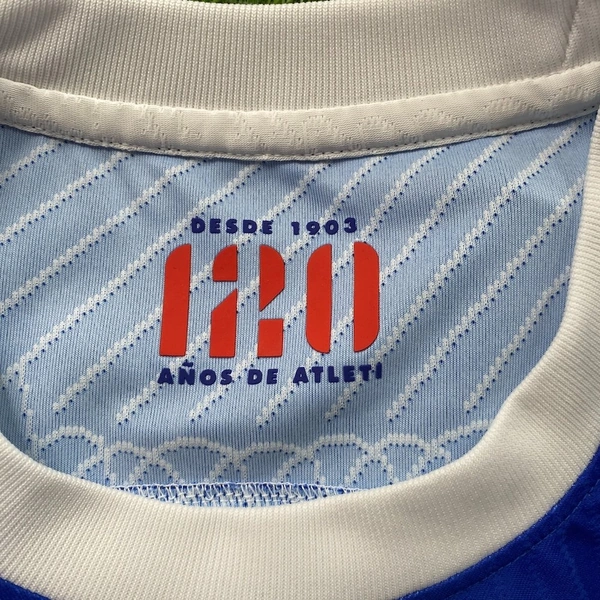 DESDE 1903
120
AÑOS DE ATLETI